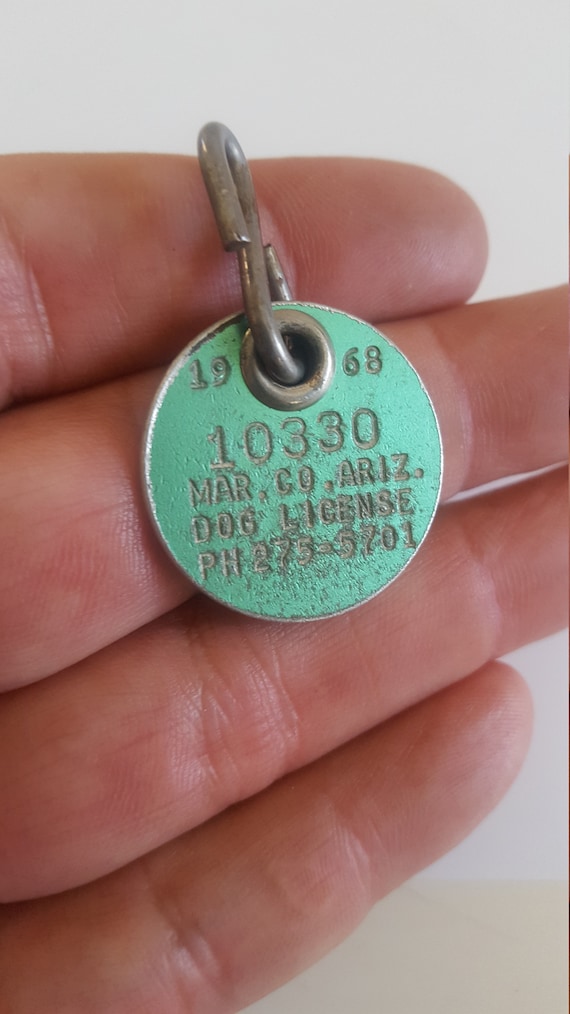 19 68
10330
MAR.CO.ARIZ.
DOG LICENSE
PH 275-5701